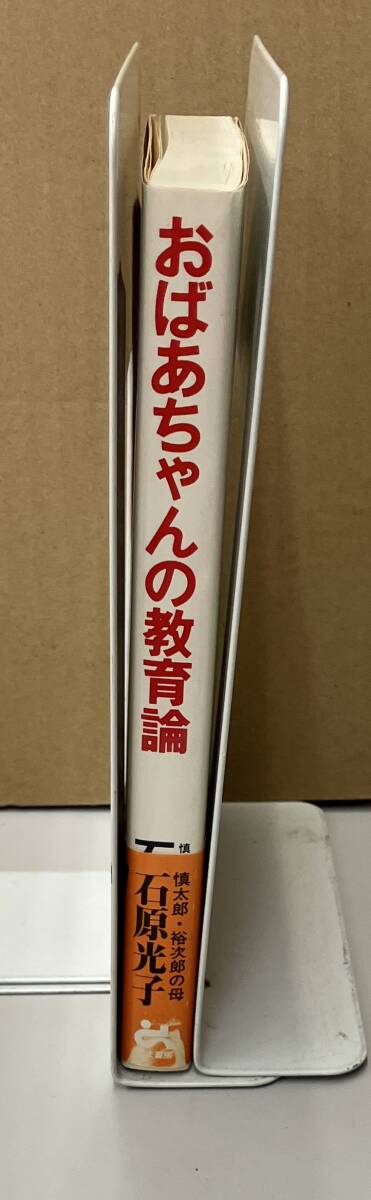 おばあちゃんの教育論
慎
慎太郎・裕次郎の母
石原光子